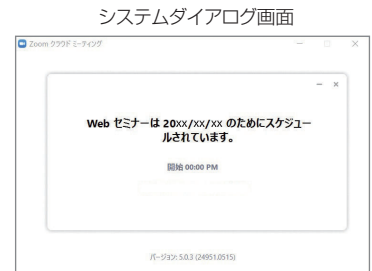 システムダイアログ画面
Zoom クラウド ミーティング
Web セミナーは 20xx/xx/xx のためにスケジュー
ルされています。
開始 00:00 PM
バージョン: 5.0.3 (24951.0515)